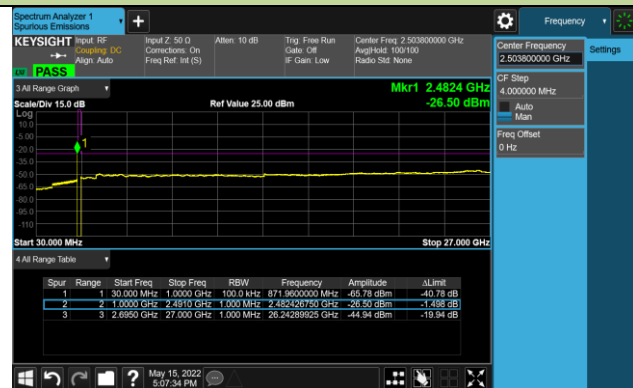 Spectrum Analyzer 1
Spurious Emissions
+
Frequency
KEYSIGHT
Input: RF
Coupling: DC
Align: Auto
Input Z: 50 Ω
Corrections: On
Freq Ref: Int (S)
Atten: 10 dB
Trig: Free Run
Gate: Off
IF Gain: Low
Center Freq: 2.503800000 GHz
Avg|Hold: 100/100
Radio Std: None
LW PASS
Center Frequency
2.503800000 GHz
Settings
CF Step
4.000000 MHz
Auto
Man
Freq Offset
0 Hz
3 All Range Graph
Mkr1 2.4824 GHz
Scale/Div 15.0 dB
Ref Value 25.00 dBm
-26.50 dBm
Log
10.0
-5.00
-20.0
-35.0
-50.0
-65.0
-80.0
-95.0
-110
1
Start 30.000 MHz
Stop 27.000 GHz
4 All Range Table
Spur Range Start Freq Stop Freq RBW Frequency Amplitude ΔLimit
1 1 30.000 MHz 1.0000 GHz 100.0 kHz 871.9600000 MHz -65.78 dBm -40.78 dB
2 2 1.0000 GHz 2.4910 GHz 1.000 MHz 2.482426750 GHz -26.50 dBm -1.498 dB
3 3 2.6950 GHz 27.000 GHz 1.000 MHz 26.24289925 GHz -44.94 dBm -19.94 dB
?
May 15, 2022
5:07:34 PM